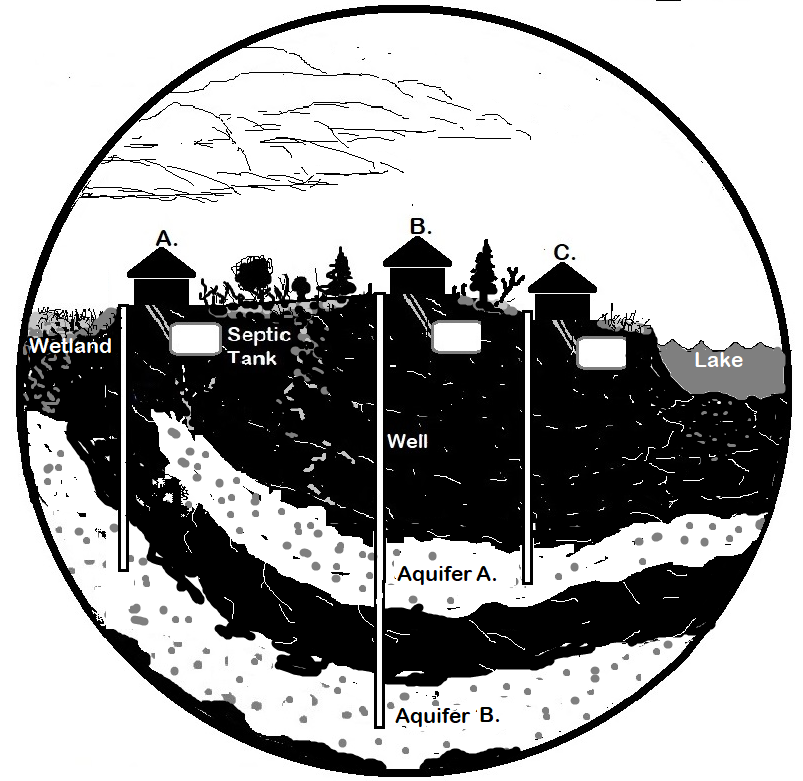 B.
A.
C.
Septic
Tank
Wetland
Lake
Well
Aquifer A.
Aquifer B.